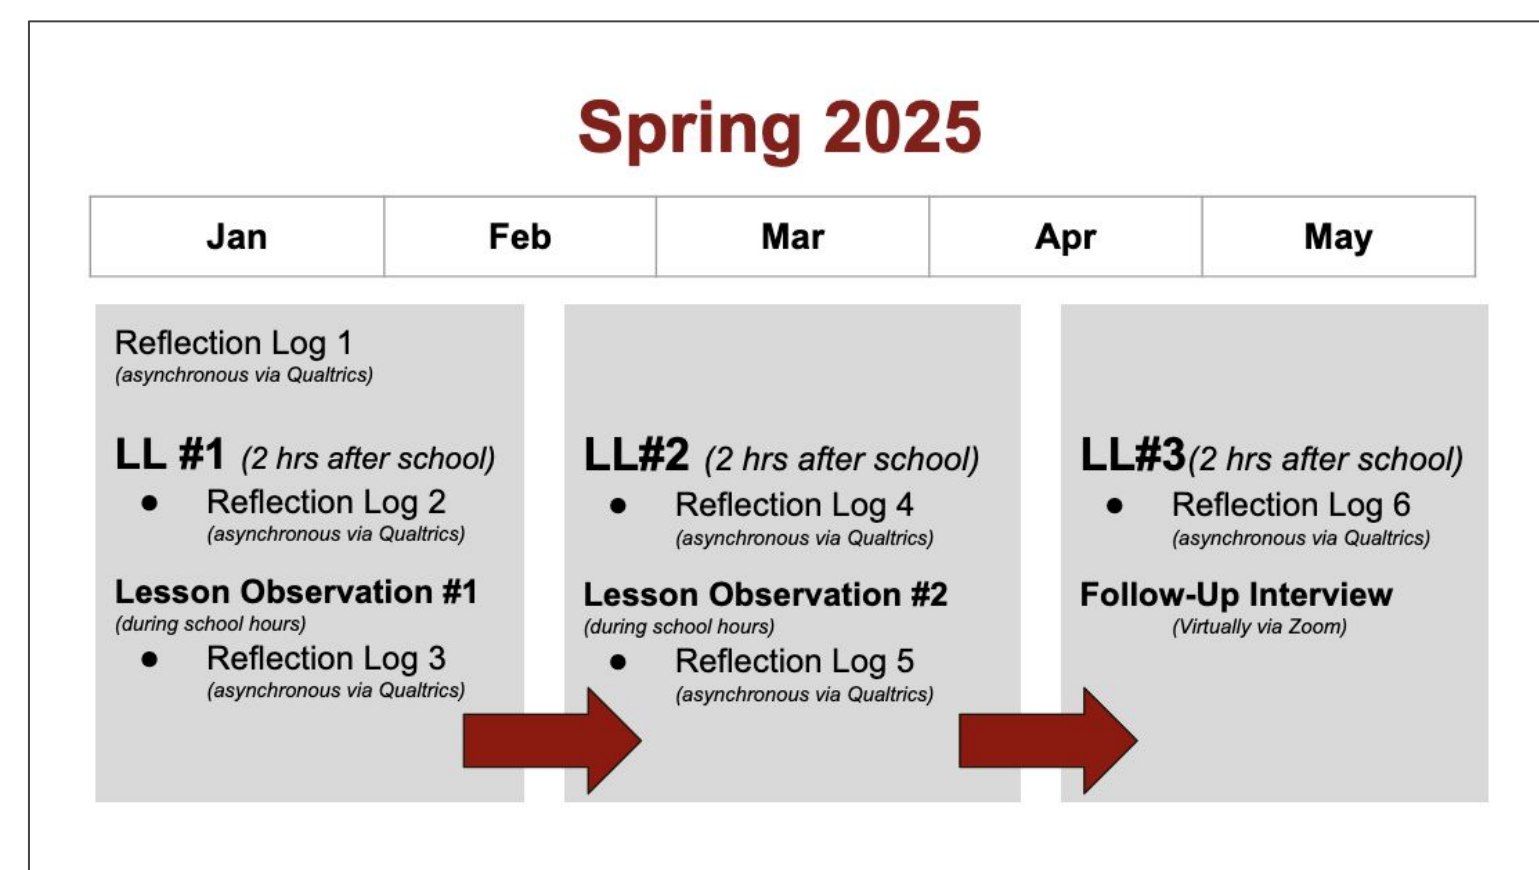 Spring 2025
Jan Feb Mar Apr May
Reflection Log 1
(asynchronous via Qualtrics)
LL #1 (2 hrs after school)
● Reflection Log 2
(asynchronous via Qualtrics)
Lesson Observation #1
(during school hours)
● Reflection Log 3
(asynchronous via Qualtrics)
LL#2 (2 hrs after school)
● Reflection Log 4
(asynchronous via Qualtrics)
Lesson Observation #2
(during school hours)
● Reflection Log 5
(asynchronous via Qualtrics)
LL#3(2 hrs after school)
● Reflection Log 6
(asynchronous via Qualtrics)
Follow-Up Interview
(Virtually via Zoom)